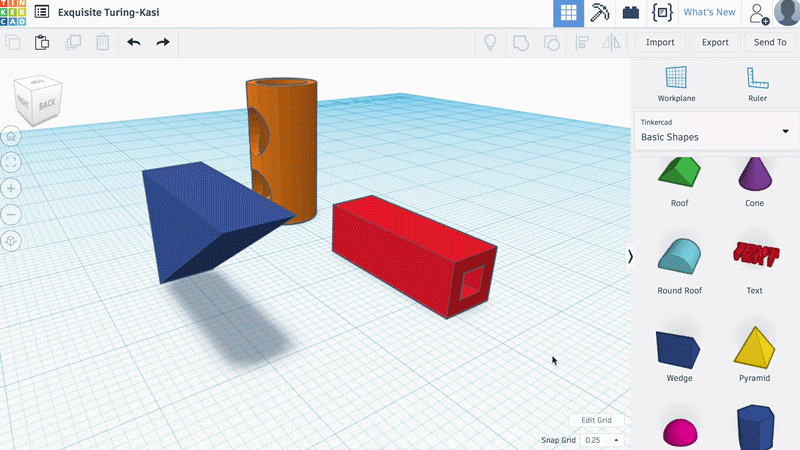 TIN
KER
CAD
Exquisite Turing-Kasi
What's New
Import
Export
Send To
BACK
Workplane
Ruler
Tinkercad
Basic Shapes
Roof
Cone
Round Roof
Text
TEXT
Wedge
Pyramid
Edit Grid
Snap Grid 0.25